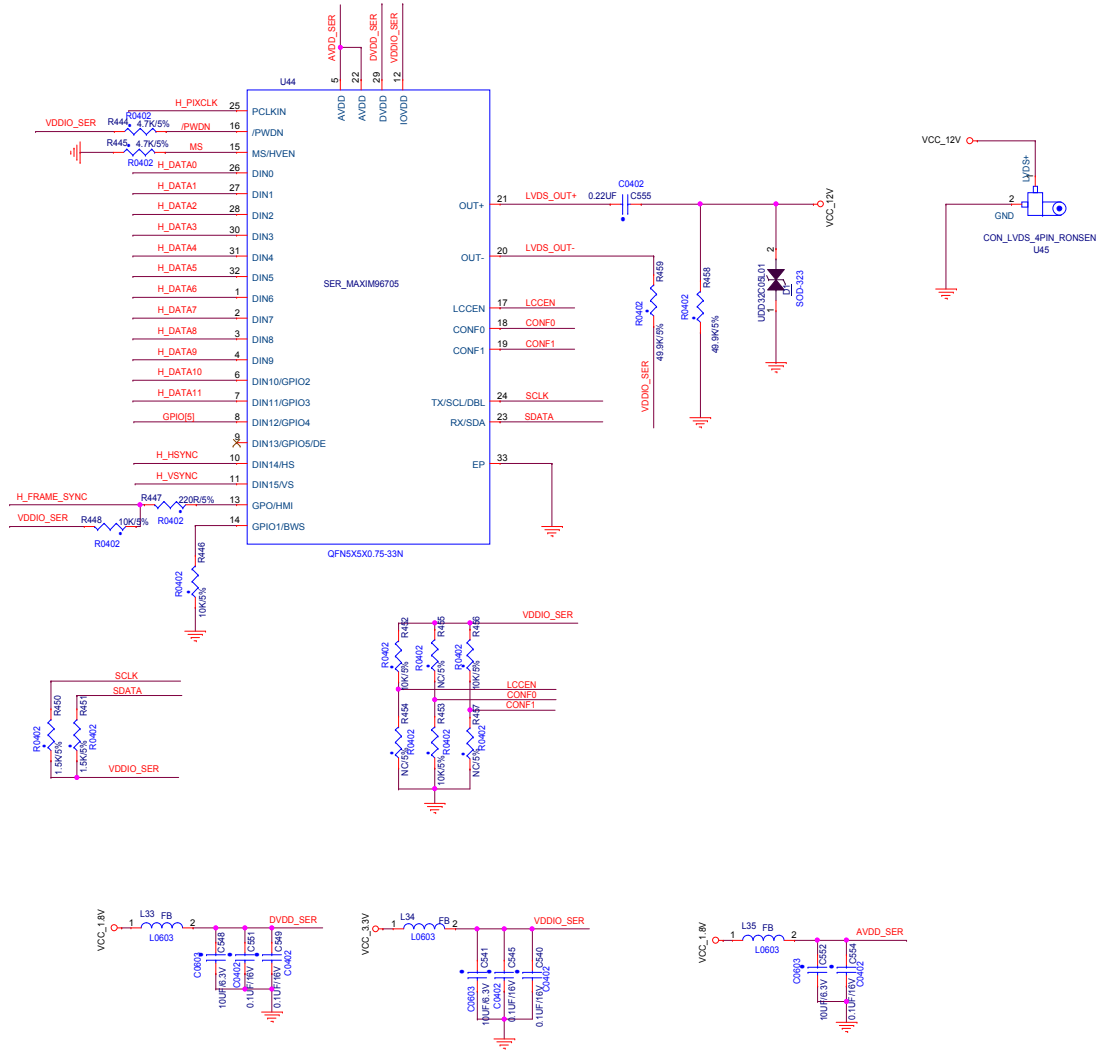 AVDD_SER
DVDD_SER
VDDIO_SER
U44
5
22
29
12
AVDD
AVDD
DVDD
IOVDD
H_PIXCLK 25 PCLKIN
R0402
VDDIO_SER R444 4.7K/5% /PWDN 16 /PWDN
R445 4.7K/5% MS 15 MS/HVEN
R0402
H_DATA0 26 DIN0
H_DATA1 27 DIN1
H_DATA2 28 DIN2
H_DATA3 30 DIN3
H_DATA4 31 DIN4
H_DATA5 32 DIN5
H_DATA6 1 DIN6
H_DATA7 2 DIN7
H_DATA8 3 DIN8
H_DATA9 4 DIN9
H_DATA10 6 DIN10/GPIO2
H_DATA11 7 DIN11/GPIO3
GPIO[5] 8 DIN12/GPIO4
9 DIN13/GPIO5/DE
H_HSYNC 10 DIN14/HS
H_VSYNC 11 DIN15/VS
H_FRAME_SYNC R447 220R/5% 13 GPO/HMI
R0402
VDDIO_SER R448 10K/5% 14 GPIO1/BWS
R0402
R446
R0402
10K/5%
SER_MAXIM96705
QFN5X5X0.75-33N
OUT+ 21 LVDS_OUT+
C0402
0.22UF C555
VCC_12V
OUT- 20 LVDS_OUT-
R459
R0402
49.9K/5%
VDDIO_SER
R458
R0402
49.9K/5%
2
1
UDD32C05L01
D1
SOD-323
LCCEN 17 LCCEN
CONF0 18 CONF0
CONF1 19 CONF1
TX/SCL/DBL 24 SCLK
RX/SDA 23 SDATA
EP 33
VCC_12V
LVDS+
1
2
GND
CON_LVDS_4PIN_RONSEN
U45
VDDIO_SER
R452
R0402
10K/5%
R455
R0402
NC/5%
R456
R0402
10K/5%
LCCEN
CONF0
CONF1
R454
R0402
NC/5%
R453
R0402
10K/5%
R457
R0402
NC/5%
SCLK
SDATA
R450
R0402
1.5K/5%
R451
R0402
1.5K/5%
VDDIO_SER
VCC_1.8V
1 L33 FB 2
L0603
DVDD_SER
C548
C0603
10UF/6.3V
C551
C0402
0.1UF/16V
C549
C0402
0.1UF/16V
VCC_3.3V
1 L34 FB 2
L0603
VDDIO_SER
C541
C0603
10UF/6.3V
C545
C0402
0.1UF/16V
C540
C0402
0.1UF/16V
VCC_1.8V
1 L35 FB 2
L0603
AVDD_SER
C552
C0603
10UF/6.3V
C554
C0402
0.1UF/16V